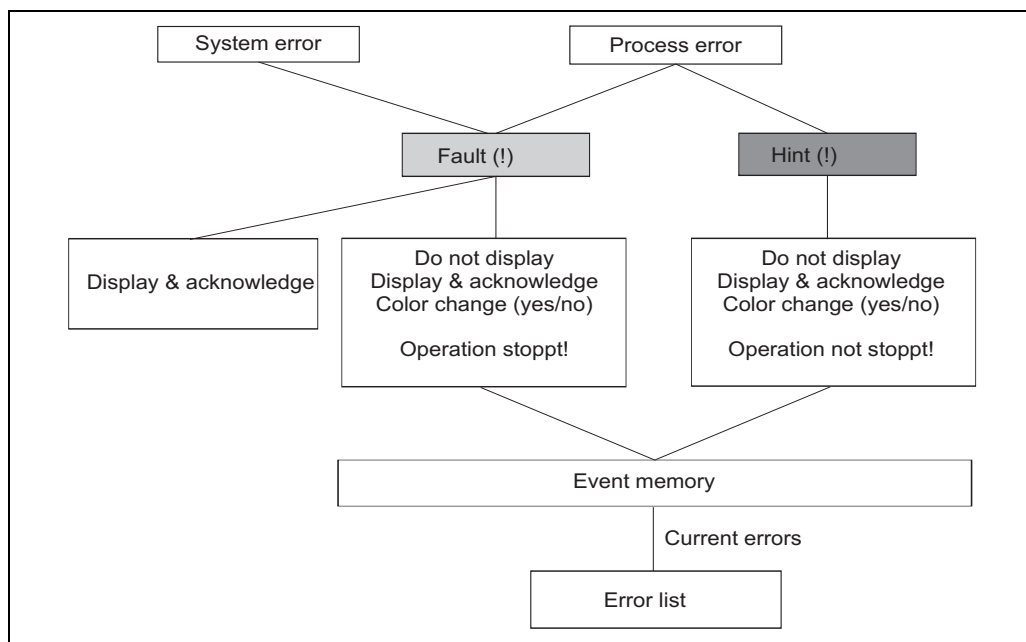 System error
Process error
Fault (!)
Hint (!)
Display & acknowledge
Do not display
Display & acknowledge
Color change (yes/no)
Operation stoppt!
Do not display
Display & acknowledge
Color change (yes/no)
Operation not stoppt!
Event memory
Current errors
Error list